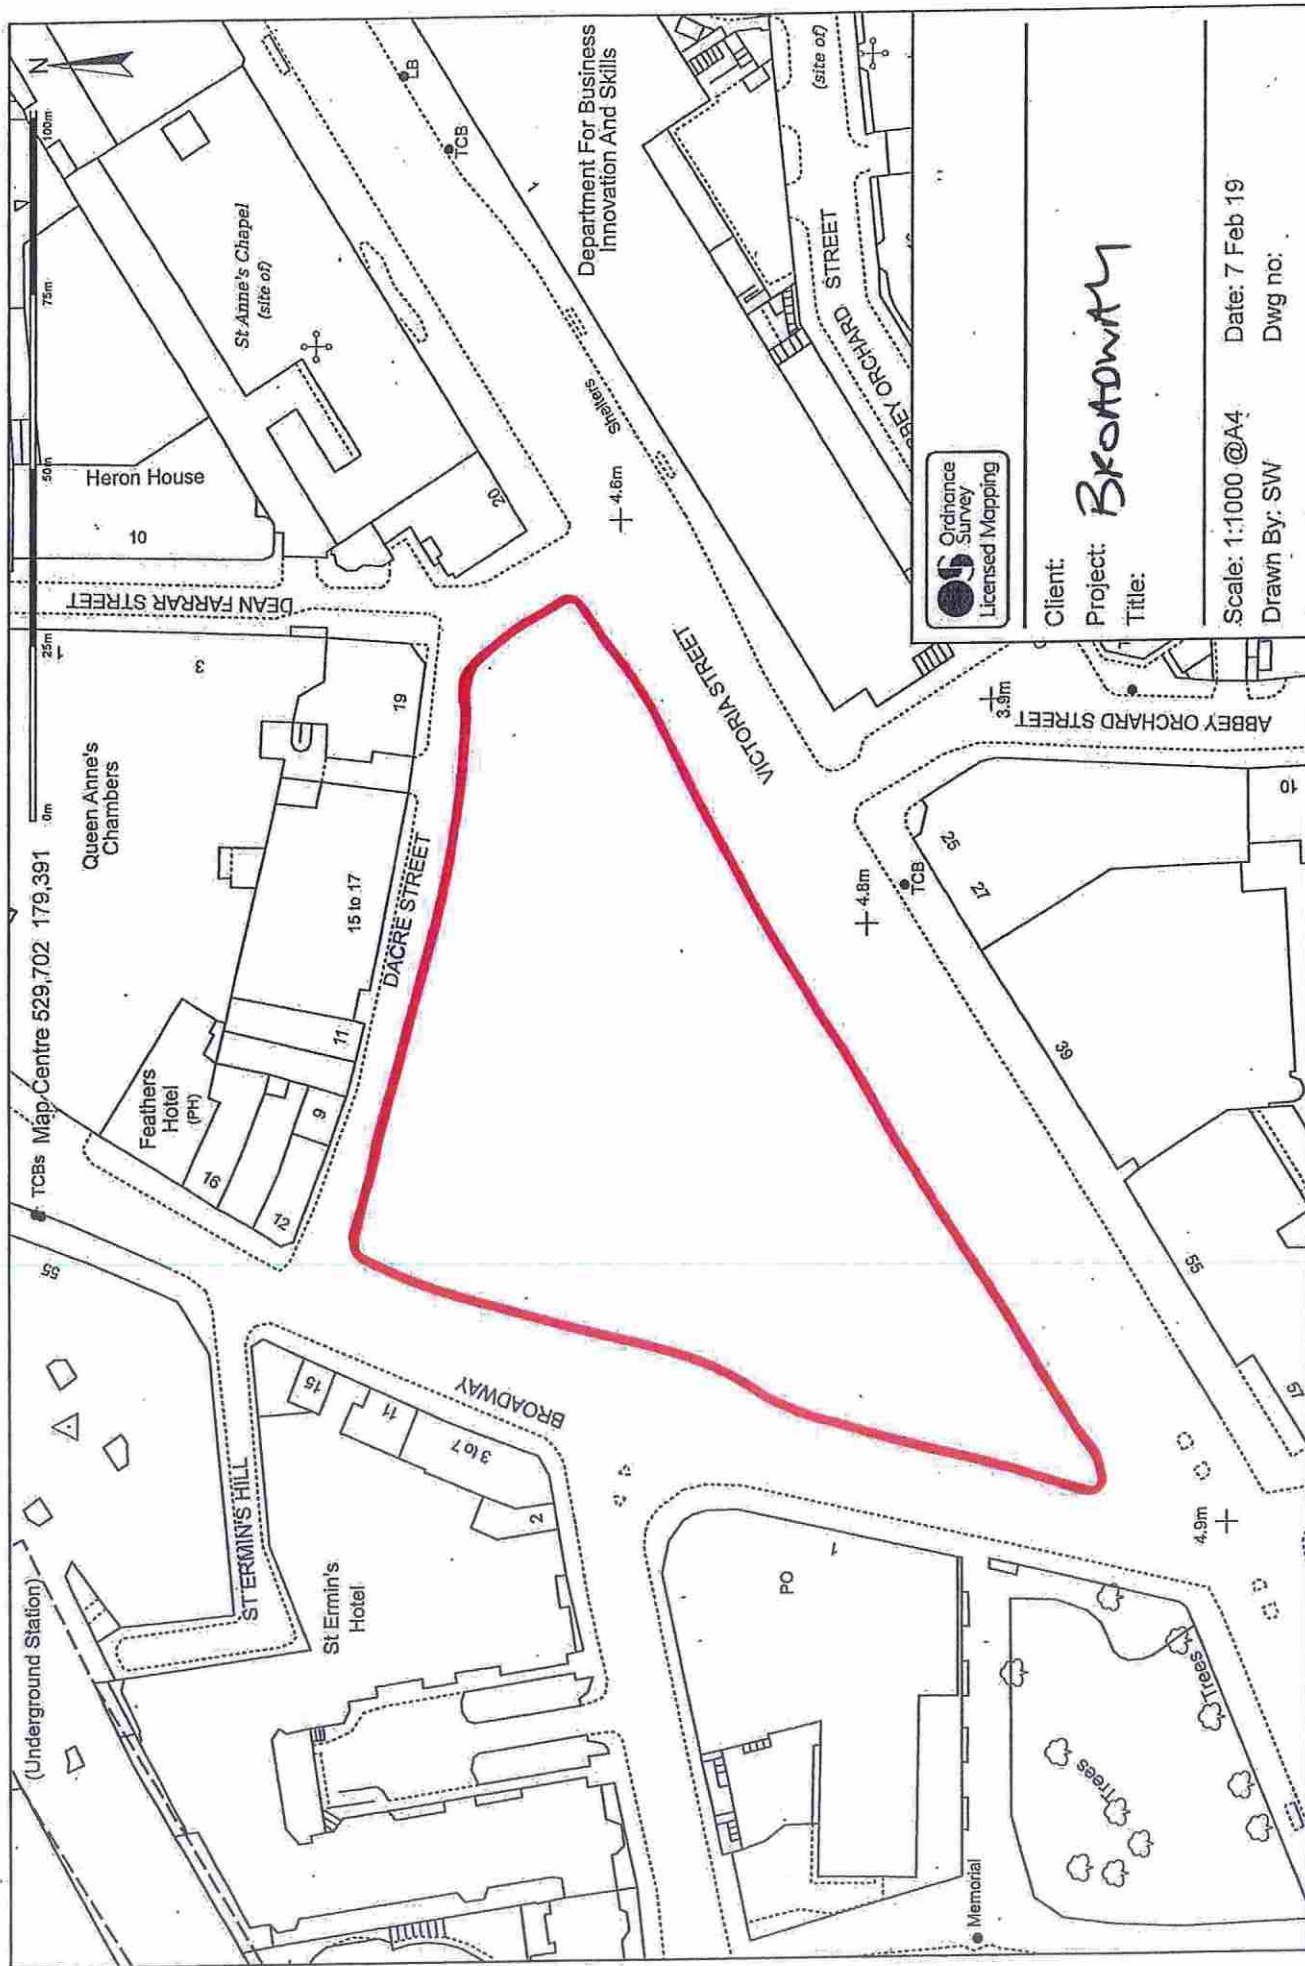 (Underground Station)
55
TCBs
Map Centre 529,702 179,391
0m
25m
50m
75m
100m
N
Queen Anne's
Chambers
1
3
DEAN FARRAR STREET
10
Heron House
St Anne's Chapel
(site of)
LB
TCB
Feathers
Hotel
(PH)
16
12
9
11
15 to 17
19
DACRE STREET
20
ST ERMIN'S HILL
St Ermin's
Hotel
15
11
3 to 7
2
BROADWAY
4.6m
Shelters
1
Department For Business
Innovation And Skills
VICTORIA STREET
PO
1
4.8m
TCB
25
27
39
55
57
10
3.9m
ABBEY ORCHARD STREET
STREET
(site of)
ABBEY ORCHARD STREET
Memorial
Trees
Trees
4.9m
Ordnance
Survey
Licensed Mapping
Client:
Project: BROADWAY
Title:
Scale: 1:1000 @A4 Date: 7 Feb 19
Drawn By: SW Dwg no: